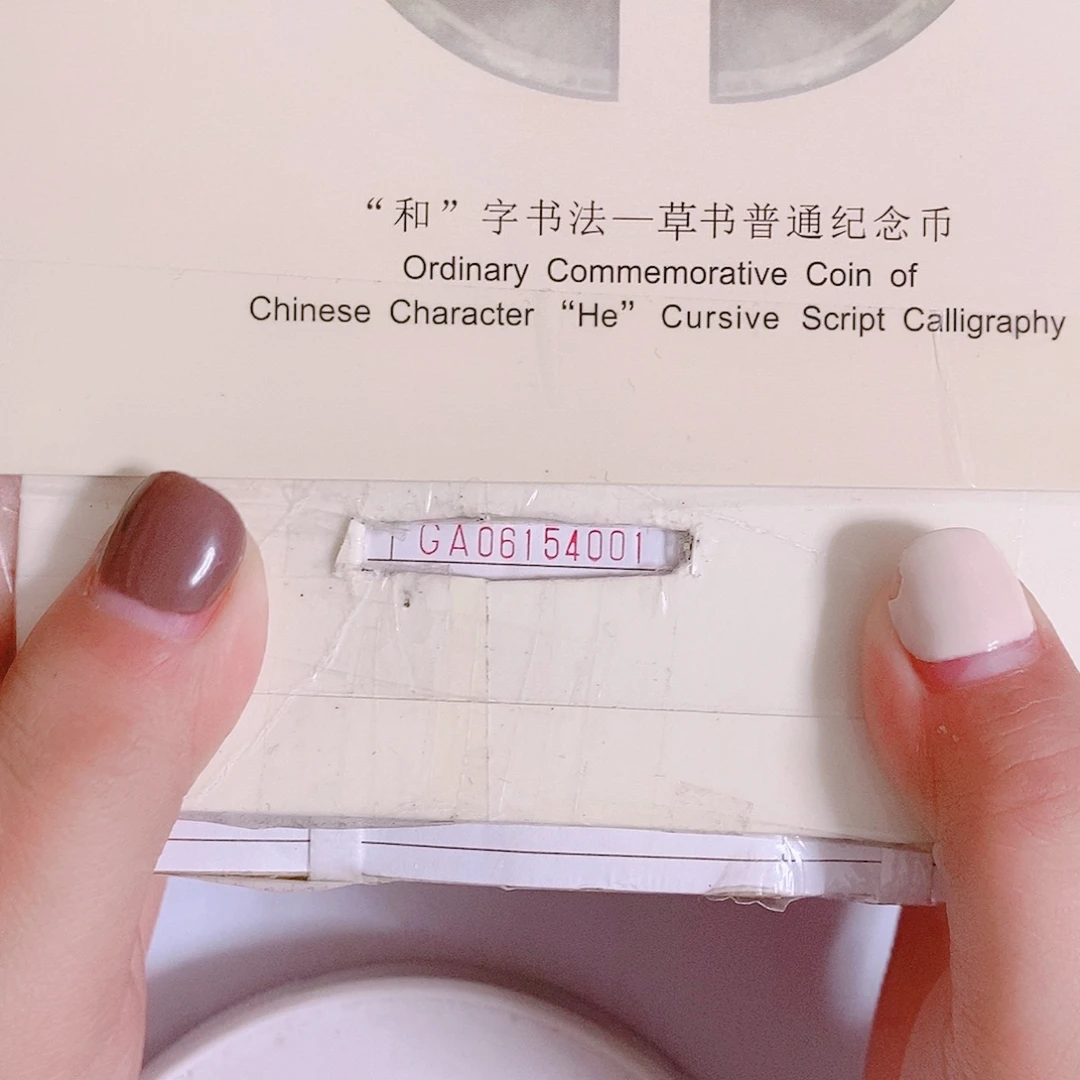 “和”字书法—草书普通纪念币
Ordinary Commemorative Coin of
Chinese Character “He” Cursive Script Calligraphy
GA06154001